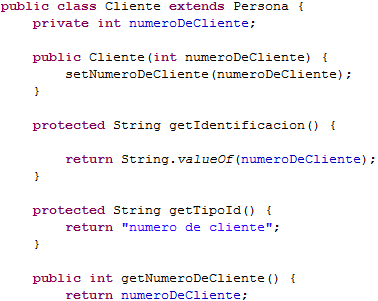 public class Cliente extends Persona {
    private int numeroDeCliente;

    public Cliente(int numeroDeCliente) {
        setNumeroDeCliente(numeroDeCliente);
    }

    protected String getIdentificacion() {

        return String.valueOf(numeroDeCliente);
    }

    protected String getTipoId() {
        return "numero de cliente";
    }

    public int getNumeroDeCliente() {
        return numeroDeCliente;